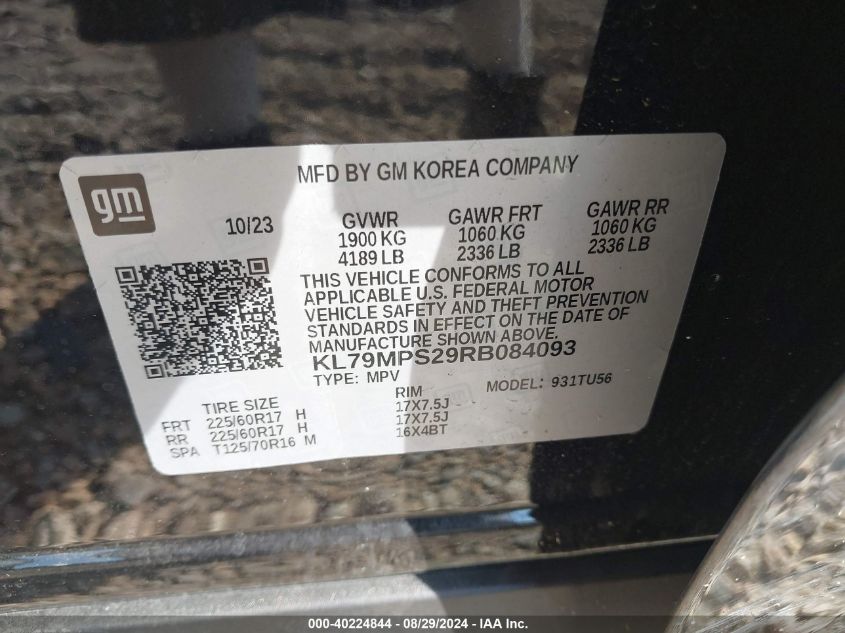 MFD BY GM KOREA COMPANY
gm
10/23
GVWR GAWR FRT GAWR RR
1900 KG 1060 KG 1060 KG
4189 LB 2336 LB 2336 LB
THIS VEHICLE CONFORMS TO ALL
APPLICABLE U.S. FEDERAL MOTOR
VEHICLE SAFETY AND THEFT PREVENTION
STANDARDS IN EFFECT ON THE DATE OF
MANUFACTURE SHOWN ABOVE.
KL79MPS29RB084093
TYPE: MPV MODEL: 931TU56
TIRE SIZE RIM
FRT 225/60R17 H 17X7.5J
RR 225/60R17 H 17X7.5J
SPA T125/70R16 M 16X4BT
000-40224844 - 08/29/2024 - IAA Inc.